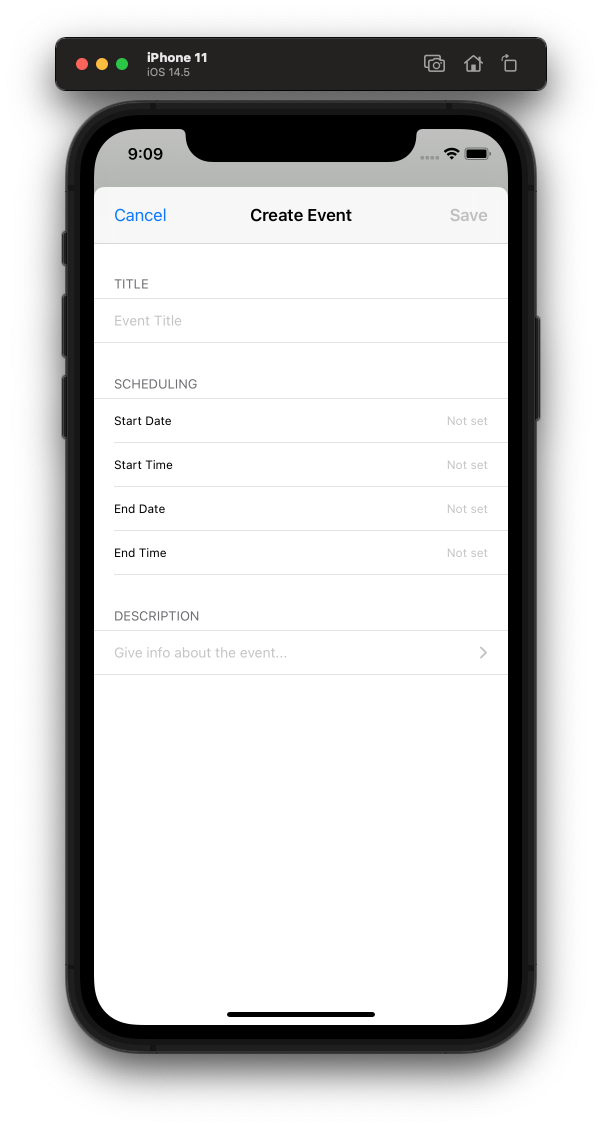 iPhone 11
iOS 14.5
9:09
Cancel Create Event Save
TITLE
Event Title
SCHEDULING
Start Date Not set
Start Time Not set
End Date Not set
End Time Not set
DESCRIPTION
Give info about the event...